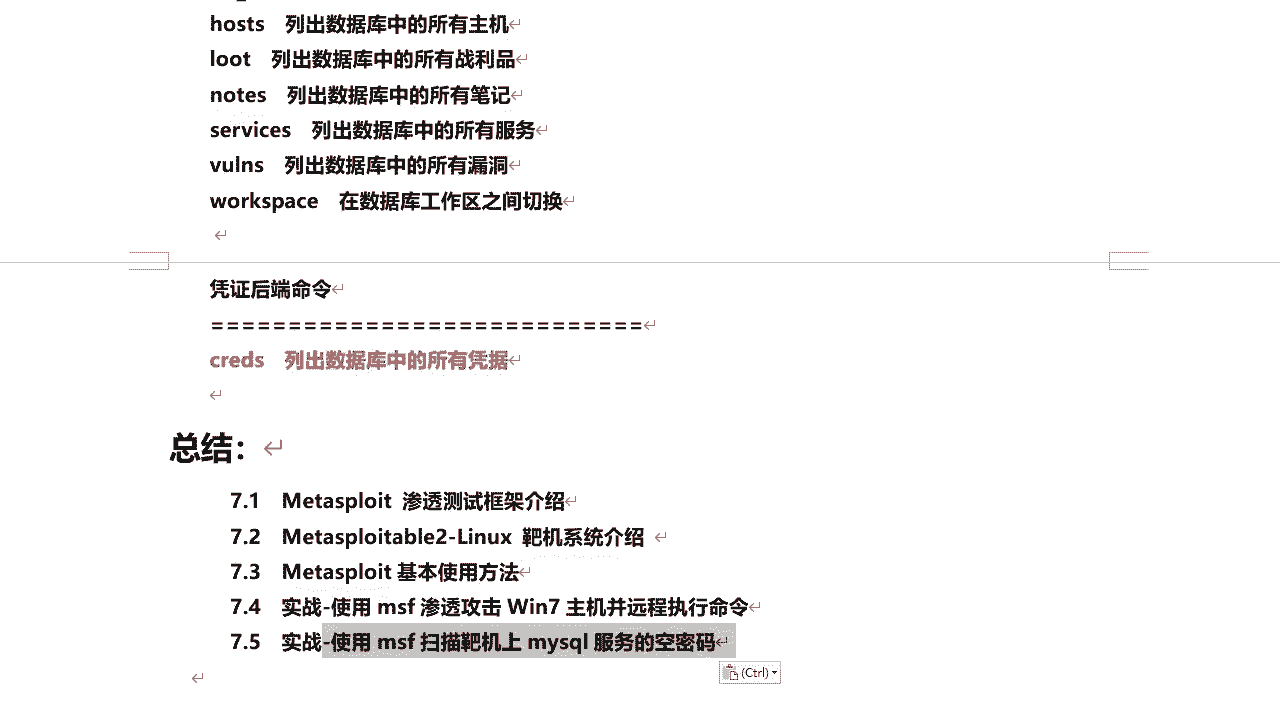 hosts 列出数据库中的所有主机
loot 列出数据库中的所有战利品
notes 列出数据库中的所有笔记
services 列出数据库中的所有服务
vulns 列出数据库中的所有漏洞
workspace 在数据库工作区之间切换
凭证后端命令
============================
creds 列出数据库中的所有凭据
总结：
7.1 Metasploit 渗透测试框架介绍
7.2 Metasploitable2-Linux 靶机系统介绍
7.3 Metasploit 基本使用方法
7.4 实战-使用 msf 渗透攻击 Win7 主机并远程执行命令
7.5 实战-使用 msf 扫描靶机上 mysql 服务的空密码
(Ctrl)